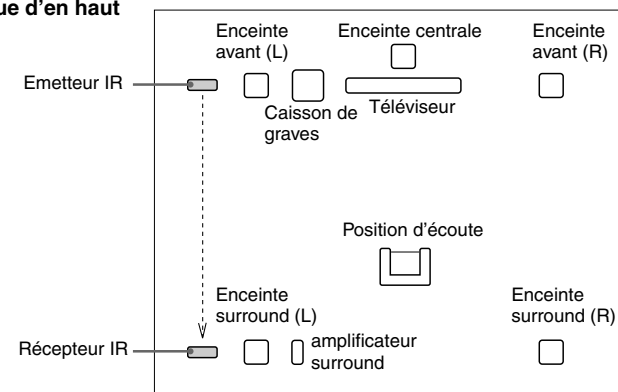 ue d'en haut
Enceinte
avant (L)
Enceinte centrale
Enceinte
avant (R)
Emetteur IR
Caisson de
graves
Téléviseur
Position d'écoute
Enceinte
surround (L)
Enceinte
surround (R)
Récepteur IR
amplificateur
surround